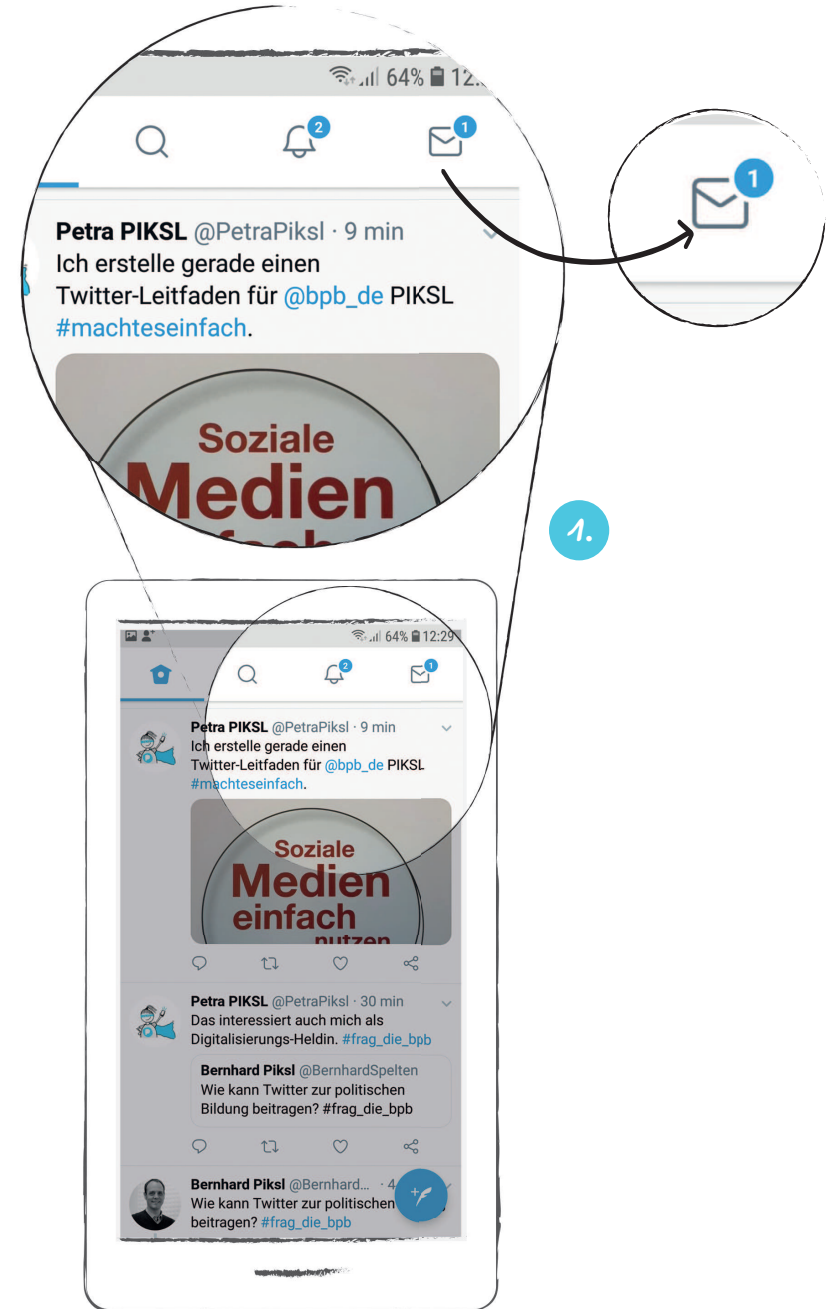 64% 12.
2
1
1
Petra PIKSL @PetraPiksl · 9 min
Ich erstelle gerade einen
Twitter-Leitfaden für @bpb_de PIKSL
#machteseinfach.
Soziale
Medien
einfach
1.
64% 12:29
2
1
Petra PIKSL @PetraPiksl · 9 min
Ich erstelle gerade einen
Twitter-Leitfaden für @bpb_de PIKSL
#machteseinfach.
Soziale
Medien
einfach
nutzen
Petra PIKSL @PetraPiksl · 30 min
Das interessiert auch mich als
Digitalisierungs-Heldin. #frag_die_bpb
Bernhard Piksl @BernhardSpelten
Wie kann Twitter zur politischen
Bildung beitragen? #frag_die_bpb
Bernhard Piksl @Bernhard... · 4
Wie kann Twitter zur politischen
beitragen? #frag_die_bpb